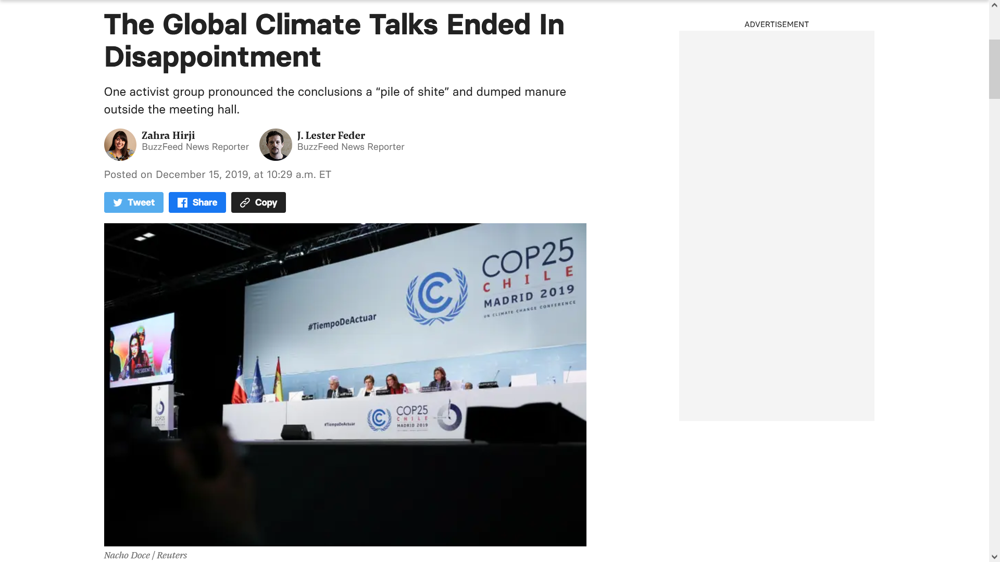 The Global Climate Talks Ended In
Disappointment
One activist group pronounced the conclusions a “pile of shite” and dumped manure
outside the meeting hall.
Zahra Hirji
BuzzFeed News Reporter
J. Lester Feder
BuzzFeed News Reporter
Posted on December 15, 2019, at 10:29 a.m. ET
Tweet
Share
Copy
COP25
CHILE
MADRID 2019
UN CLIMATE CHANGE CONFERENCE
#TiempoDeActuar
PRESIDENT
PRESIDENT
RAPPORTEUR
COP25
#TiempoDeActuar
COP25
CHILE
MADRID 2019
Nacho Doce / Reuters
ADVERTISEMENT